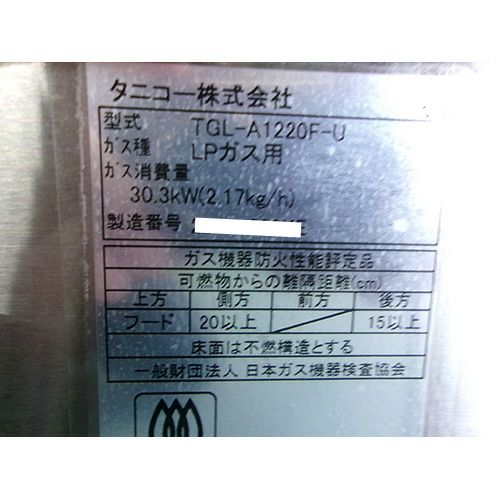 タニコー株式会社
型式 TGL-A1220F-U
ガス種 LPガス用
ガス消費量
30.3kW(2.17kg/h)
製造番号
ガス機器防火性能評定品
可燃物からの離隔距離(cm)
上方 側方 前方 後方
フード 20以上 15以上
床面は不燃構造とする
一般財団法人 日本ガス機器検査協会